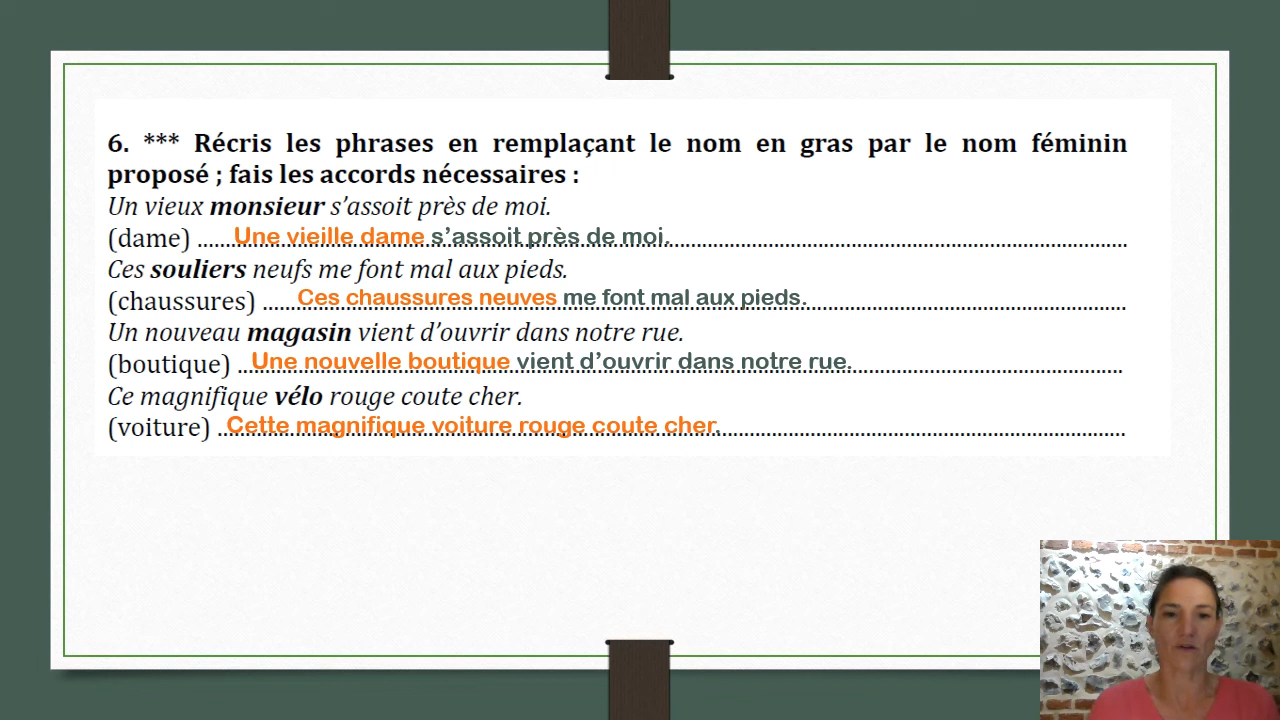 6. *** Récris les phrases en remplaçant le nom en gras par le nom féminin
proposé ; fais les accords nécessaires :
Un vieux monsieur s’assoit près de moi.
(dame) ..... Une vieille dame s’assoit près de moi.
Ces souliers neufs me font mal aux pieds.
(chaussures) ..... Ces chaussures neuves me font mal aux pieds.
Un nouveau magasin vient d’ouvrir dans notre rue.
(boutique) ..... Une nouvelle boutique vient d’ouvrir dans notre rue.
Ce magnifique vélo rouge coute cher.
(voiture) ..... Cette magnifique voiture rouge coute cher.